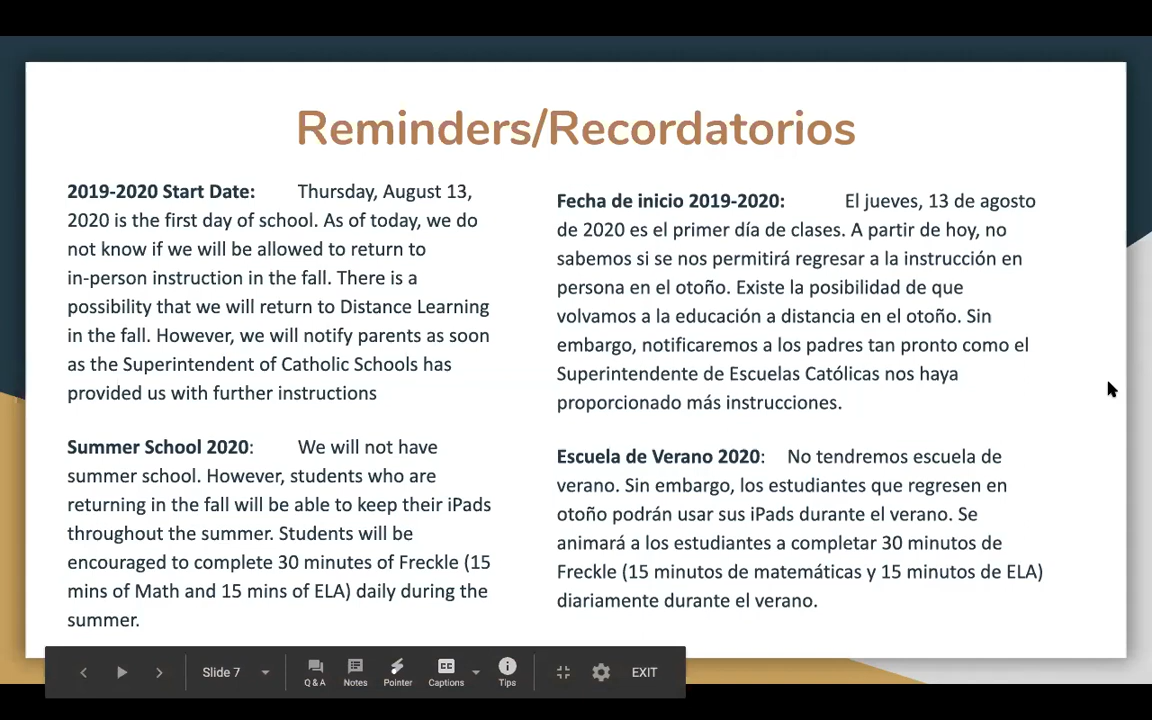 Reminders/Recordatorios
2019-2020 Start Date: Thursday, August 13,
2020 is the first day of school. As of today, we do
not know if we will be allowed to return to
in-person instruction in the fall. There is a
possibility that we will return to Distance Learning
in the fall. However, we will notify parents as soon
as the Superintendent of Catholic Schools has
provided us with further instructions
Summer School 2020: We will not have
summer school. However, students who are
returning in the fall will be able to keep their iPads
throughout the summer. Students will be
encouraged to complete 30 minutes of Freckle (15
mins of Math and 15 mins of ELA) daily during the
summer.
Fecha de inicio 2019-2020: El jueves, 13 de agosto
de 2020 es el primer día de clases. A partir de hoy, no
sabemos si se nos permitirá regresar a la instrucción en
persona en el otoño. Existe la posibilidad de que
volvamos a la educación a distancia en el otoño. Sin
embargo, notificaremos a los padres tan pronto como el
Superintendente de Escuelas Católicas nos haya
proporcionado más instrucciones.
Escuela de Verano 2020: No tendremos escuela de
verano. Sin embargo, los estudiantes que regresen en
otoño podrán usar sus iPads durante el verano. Se
animará a los estudiantes a completar 30 minutos de
Freckle (15 minutos de matemáticas y 15 minutos de ELA)
diariamente durante el verano.
Slide 7
Q & A
Notes
Pointer
CC
Captions
Tips
EXIT